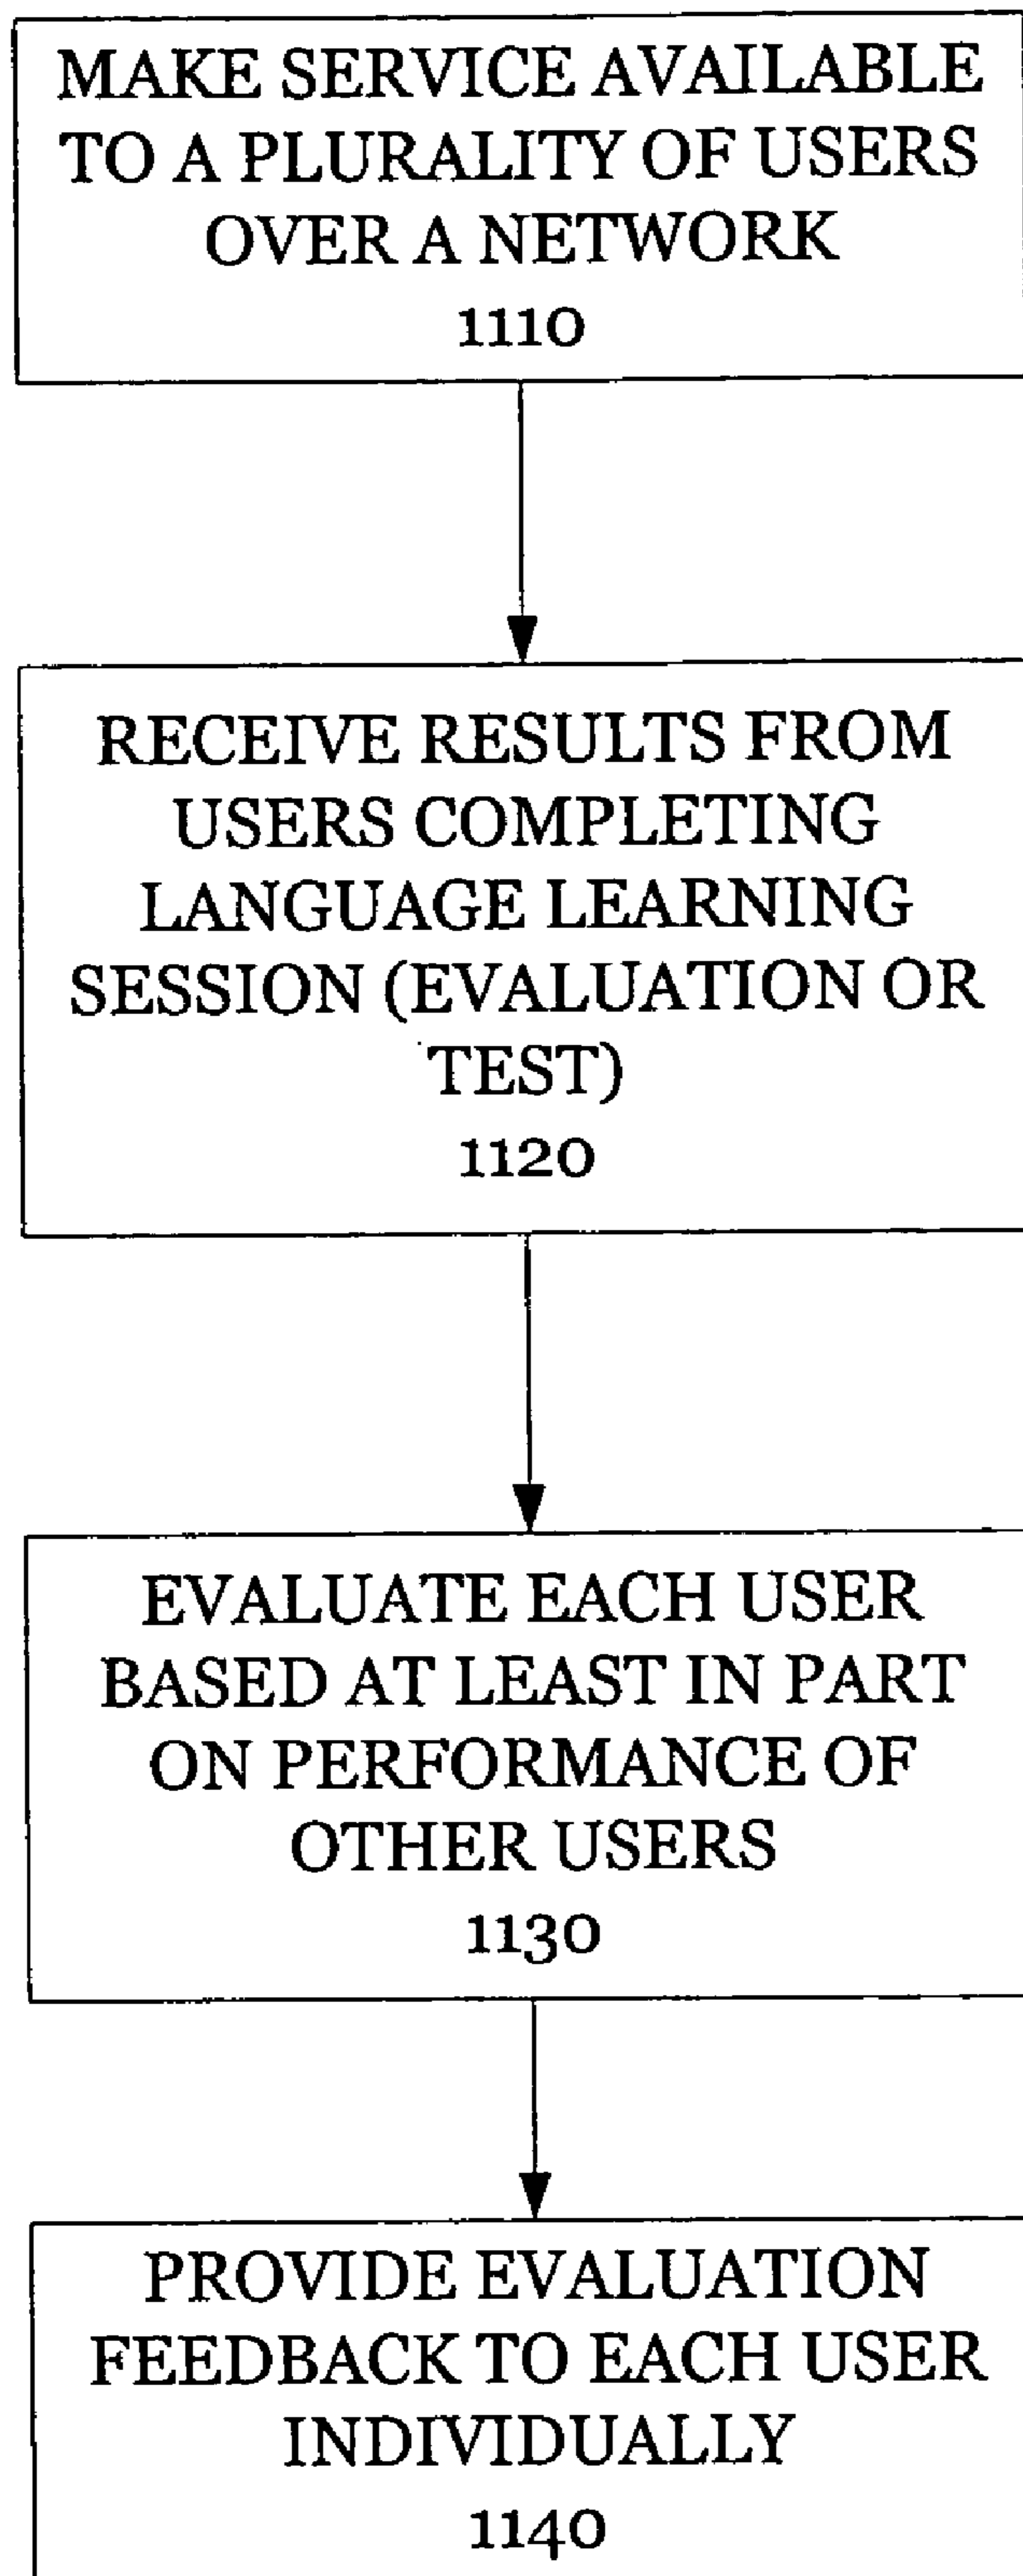 MAKE SERVICE AVAILABLE
TO A PLURALITY OF USERS
OVER A NETWORK
1110
RECEIVE RESULTS FROM
USERS COMPLETING
LANGUAGE LEARNING
SESSION (EVALUATION OR
TEST)
1120
EVALUATE EACH USER
BASED AT LEAST IN PART
ON PERFORMANCE OF
OTHER USERS
1130
PROVIDE EVALUATION
FEEDBACK TO EACH USER
INDIVIDUALLY
1140